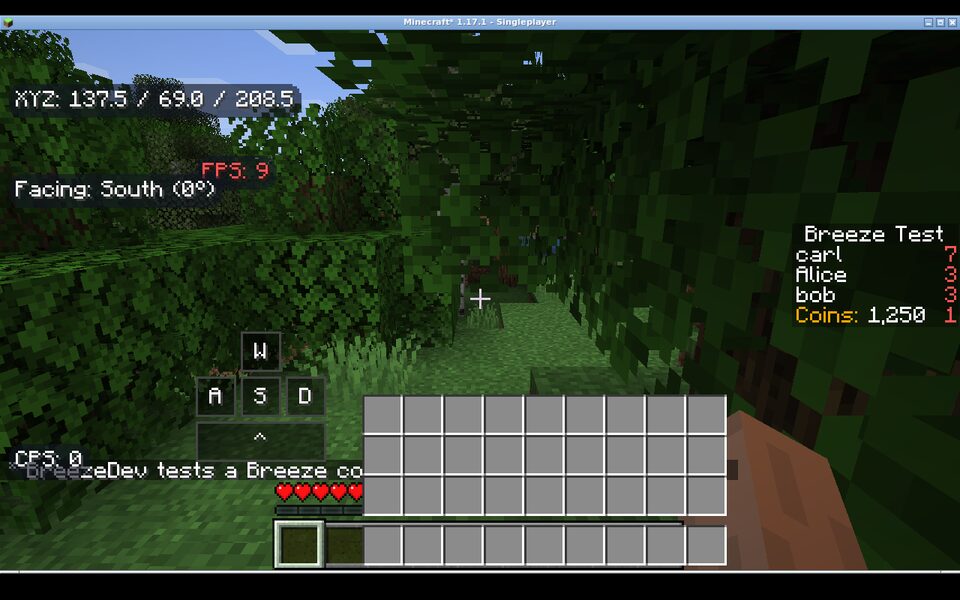 Minecraft* 1.17.1 - Singleplayer
XYZ: 137.5 / 69.0 / 208.5
FPS: 9
Facing: South (0°)
Breeze Test
carl 7
Alice 3
bob 3
Coins: 1,250 1
W
A S D
^
CPS: 0
* BreezeDev tests a Breeze co